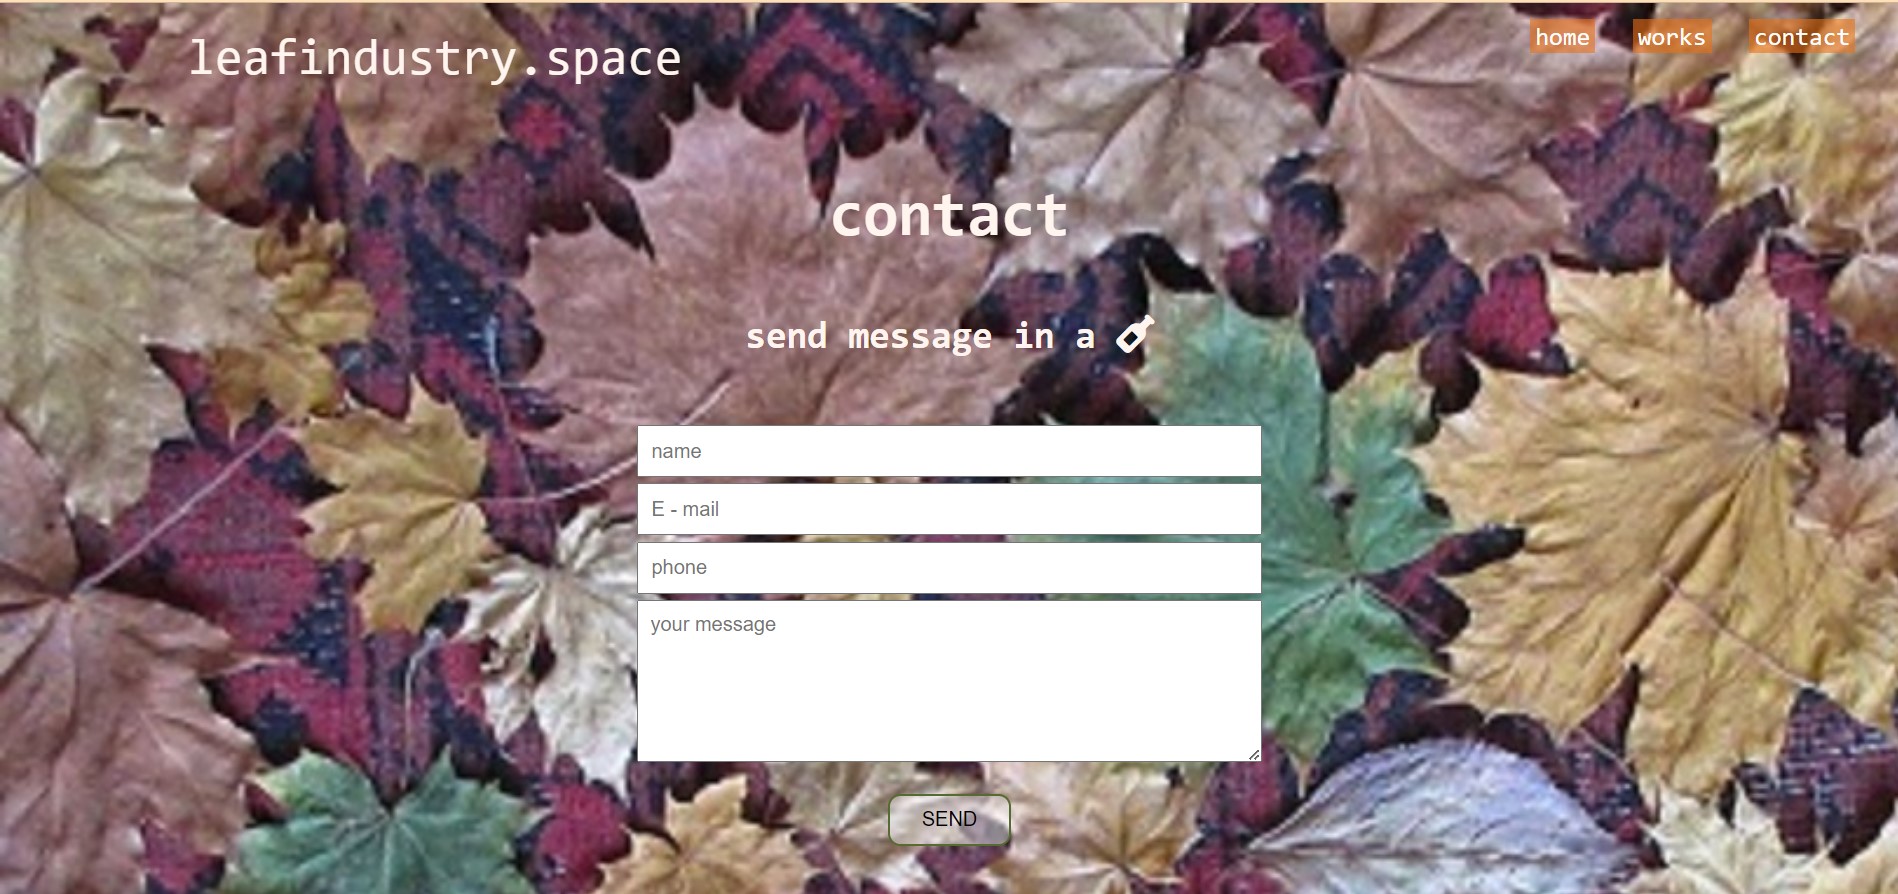 leafindustry.space
home works contact
contact
send message in a
name
E - mail
phone
your message
SEND